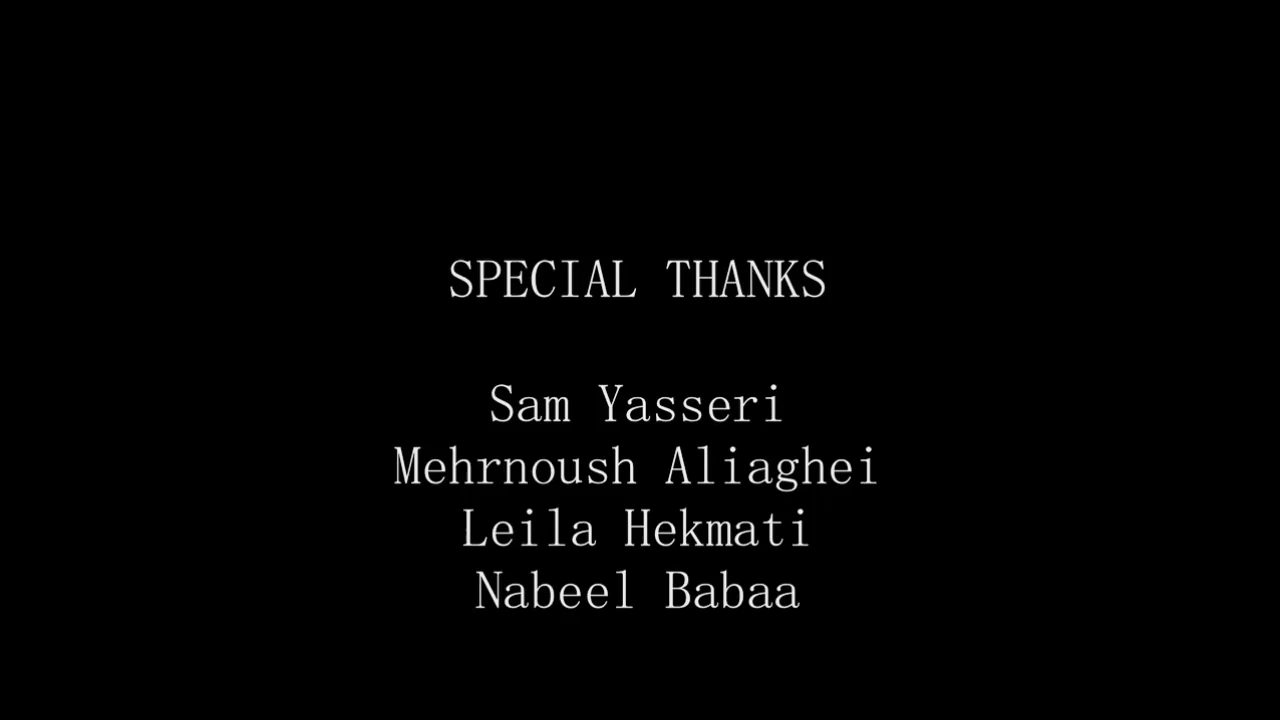 SPECIAL THANKS
Sam Yasseri
Mehrnoush Aliaghei
Leila Hekmati
Nabeel Babaa